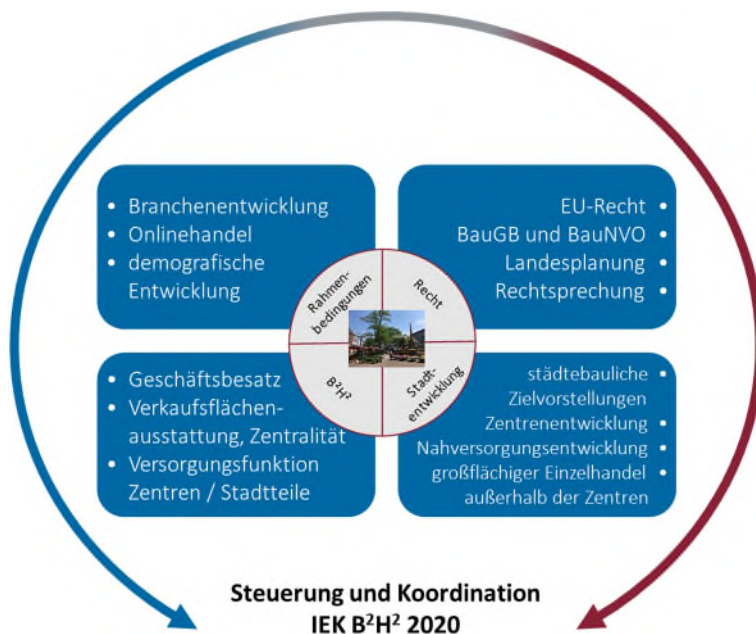 • Branchenentwicklung
• Onlinehandel
• demografische
Entwicklung
EU-Recht •
BauGB und BauNVO •
Landesplanung •
Rechtsprechung •
Rahmen-
bedingungen
Recht
B²H²
Stadt-
entwicklung
• Geschäftsbesatz
• Verkaufsflächen-
ausstattung, Zentralität
• Versorgungsfunktion
Zentren / Stadtteile
städtebauliche •
Zielvorstellungen
Zentrenentwicklung •
Nahversorgungsentwicklung •
großflächiger Einzelhandel •
außerhalb der Zentren
Steuerung und Koordination
IEK B²H² 2020